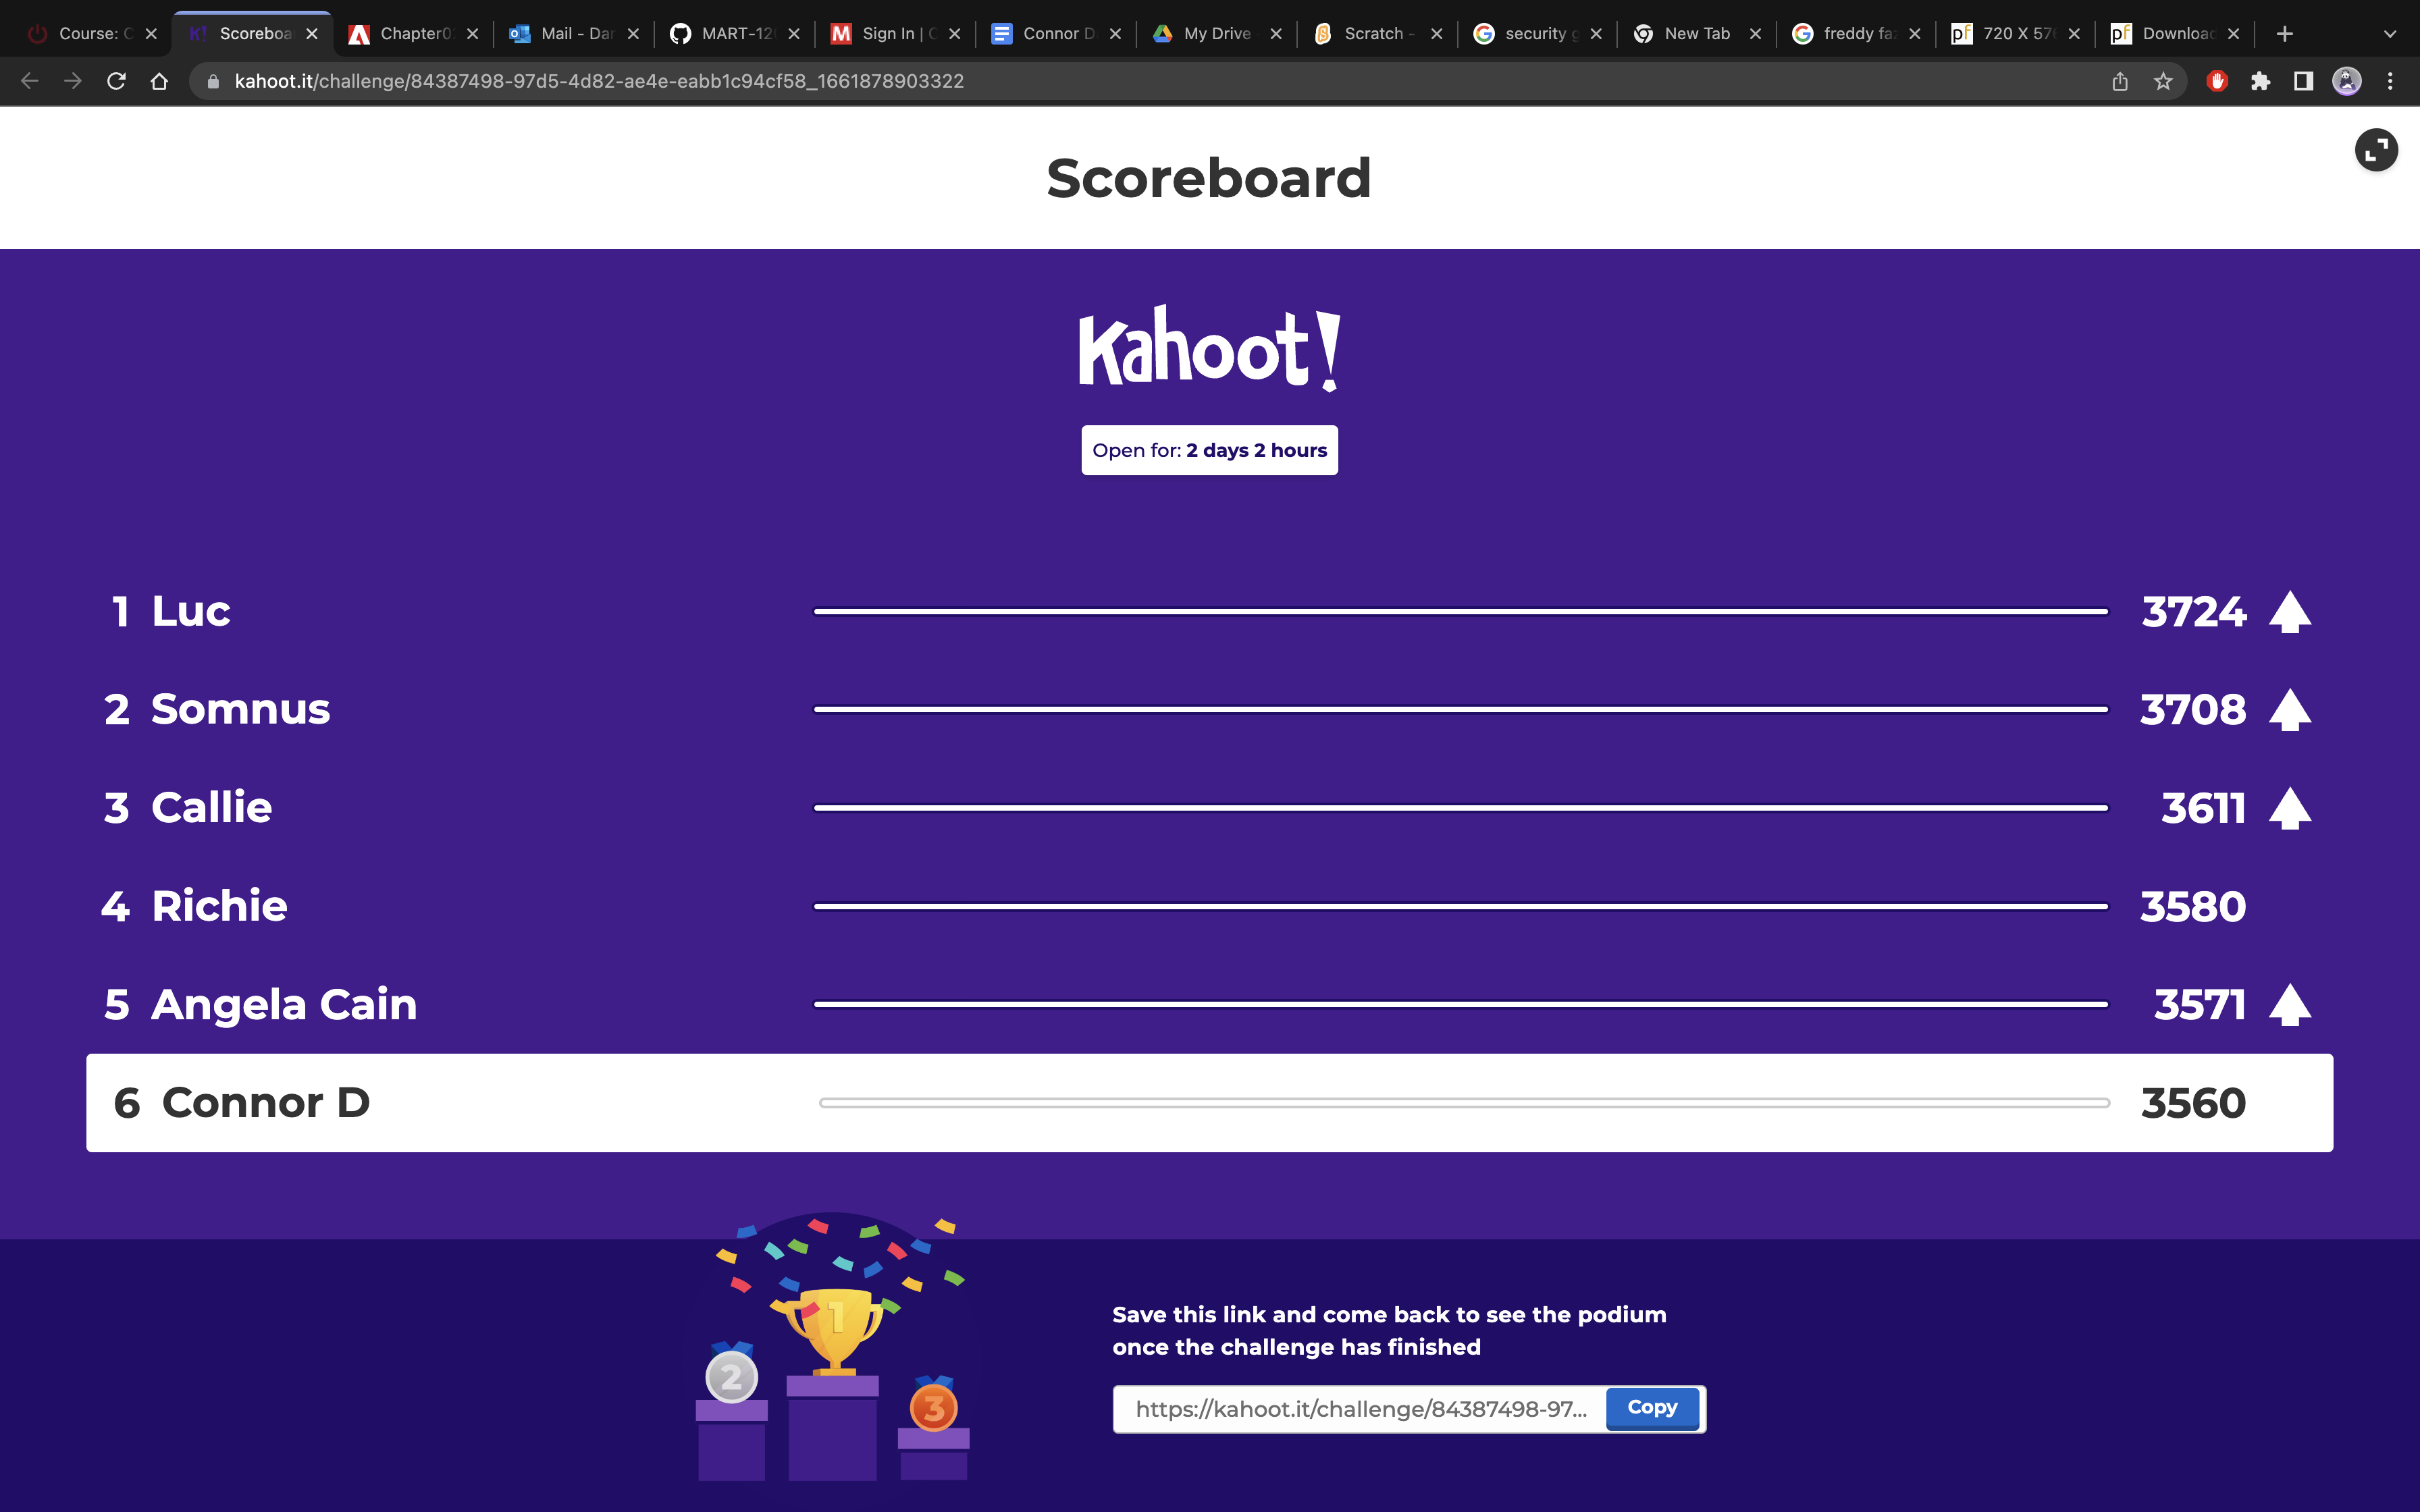 Course: C
Scoreboa
Chapter0
Mail - Dar
MART-12
Sign In | C
Connor D
My Drive
Scratch -
security g
New Tab
freddy fa
720 X 57
Downloac
kahoot.it/challenge/84387498-97d5-4d82-ae4e-eabb1c94cf58_1661878903322
Scoreboard
Kahoot!
Open for: 2 days 2 hours
1 Luc 3724
2 Somnus 3708
3 Callie 3611
4 Richie 3580
5 Angela Cain 3571
6 Connor D 3560
1
2
3
Save this link and come back to see the podium
once the challenge has finished
https://kahoot.it/challenge/84387498-97...
Copy